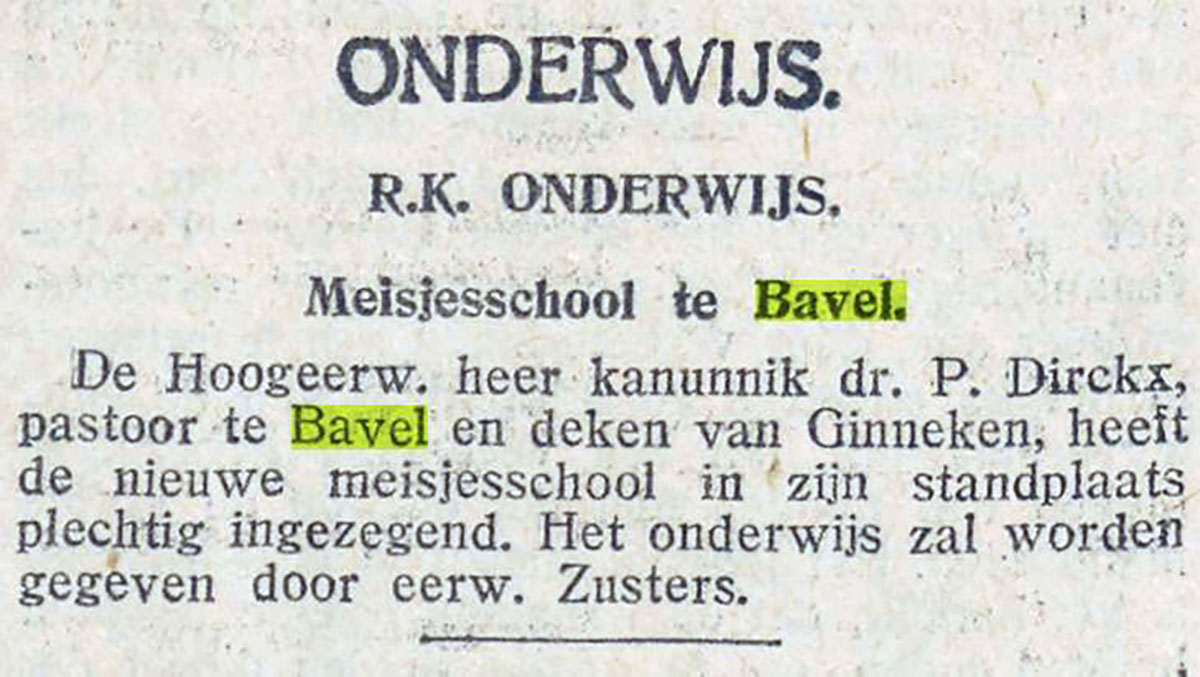 ONDERWIJS.
R.K. ONDERWIJS.
Meisjesschool te Bavel.
De Hoogeerw. heer kanunnik dr. P. Dirckx,
pastoor te Bavel en deken van Ginneken, heeft
de nieuwe meisjesschool in zijn standplaats
plechtig ingezegend. Het onderwijs zal worden
gegeven door eerw. Zusters.